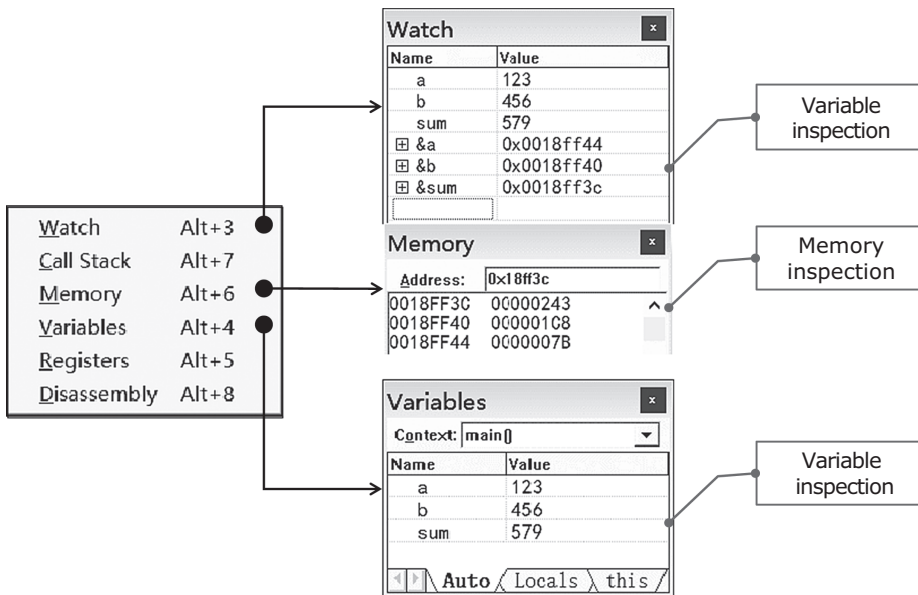 Watch
Name Value
a 123
b 456
sum 579
&a 0x0018ff44
&b 0x0018ff40
&sum 0x0018ff3c
Variable
inspection
Watch Alt+3
Call Stack Alt+7
Memory Alt+6
Variables Alt+4
Registers Alt+5
Disassembly Alt+8
Memory
Address: 0x18ff3c
0018FF3C 00000243
0018FF40 000001C8
0018FF44 0000007B
Memory
inspection
Variables
Context: main()
Name Value
a 123
b 456
sum 579
Auto Locals this
Variable
inspection